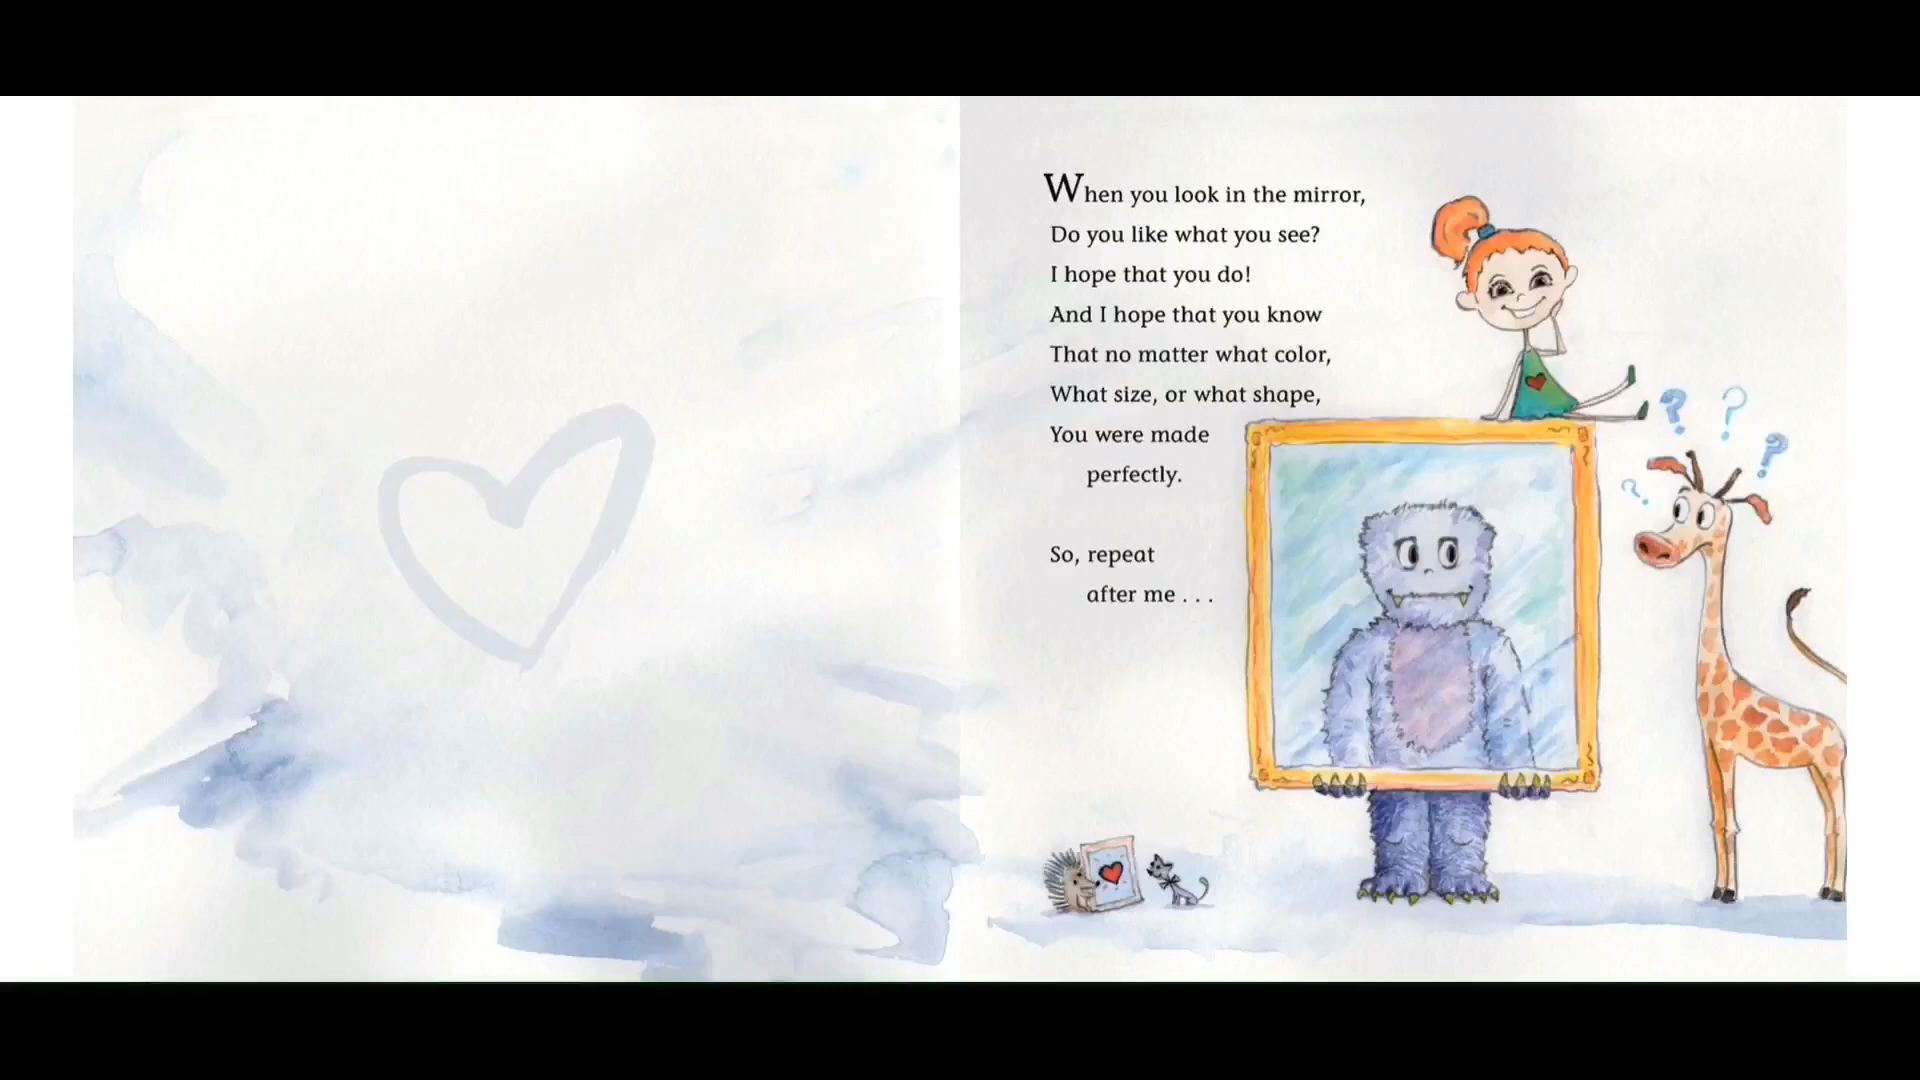 When you look in the mirror,
Do you like what you see?
I hope that you do!
And I hope that you know
That no matter what color,
What size, or what shape,
You were made
perfectly.
So, repeat
after me . . .
? ? ? ?